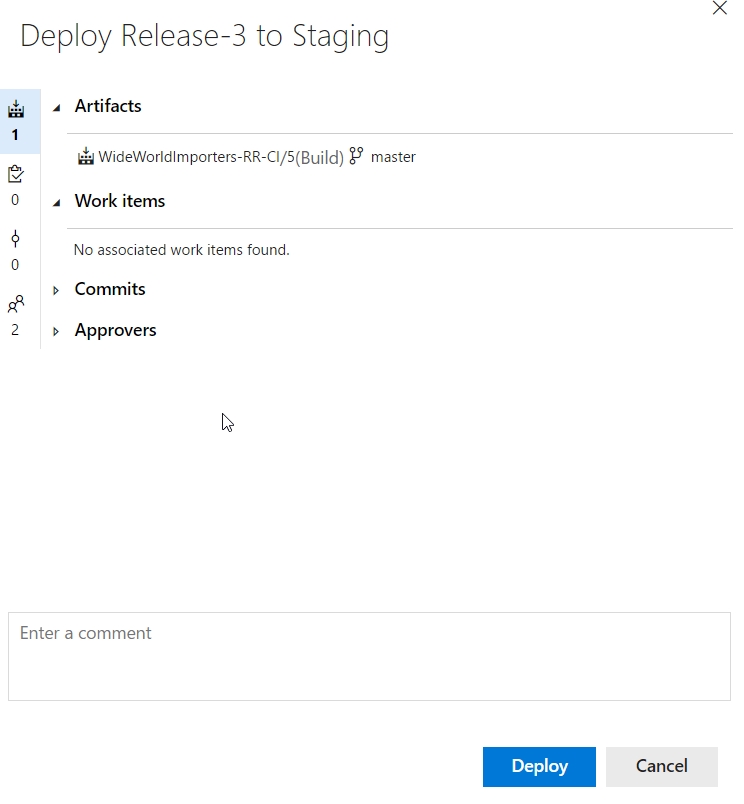 Deploy Release-3 to Staging
1
Artifacts
WideWorldImporters-RR-CI/5(Build) master
0
Work items
No associated work items found.
0
Commits
2
Approvers
Enter a comment
Deploy
Cancel